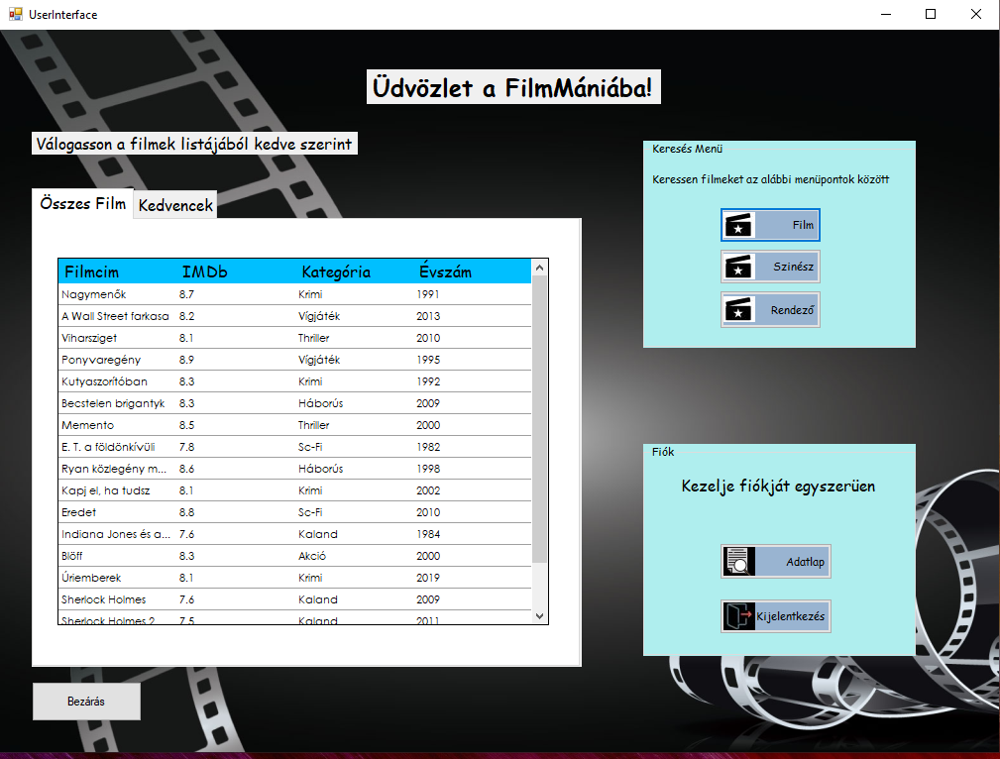 UserInterface
Üdvözlet a FilmMániába!
Válogasson a filmek listájából kedve szerint
Összes Film Kedvencek
Filmcim IMDb Kategória Évszám
Nagymenők 8.7 Krimi 1991
A Wall Street farkasa 8.2 Vígjáték 2013
Viharsziget 8.1 Thriller 2010
Ponyvaregény 8.9 Vígjáték 1995
Kutyaszorítóban 8.3 Krimi 1992
Becstelen brigantyk 8.3 Háborús 2009
Memento 8.5 Thriller 2000
E. T. a földönkívüli 7.8 Sci-Fi 1982
Ryan közlegény m... 8.6 Háborús 1998
Kapj el, ha tudsz 8.1 Krimi 2002
Eredet 8.8 Sci-Fi 2010
Indiana Jones és a... 7.6 Kaland 1984
Blöff 8.3 Akció 2000
Úriemberek 8.1 Krimi 2019
Sherlock Holmes 7.6 Kaland 2009
Sherlock Holmes 2 7.5 Kaland 2011
Bezárás
Keresés Menü
Keressen filmeket az alábbi menüpontok között
Film
Szinész
Rendező
Fiók
Kezelje fiókját egyszerüen
Adatlap
Kijelentkezés